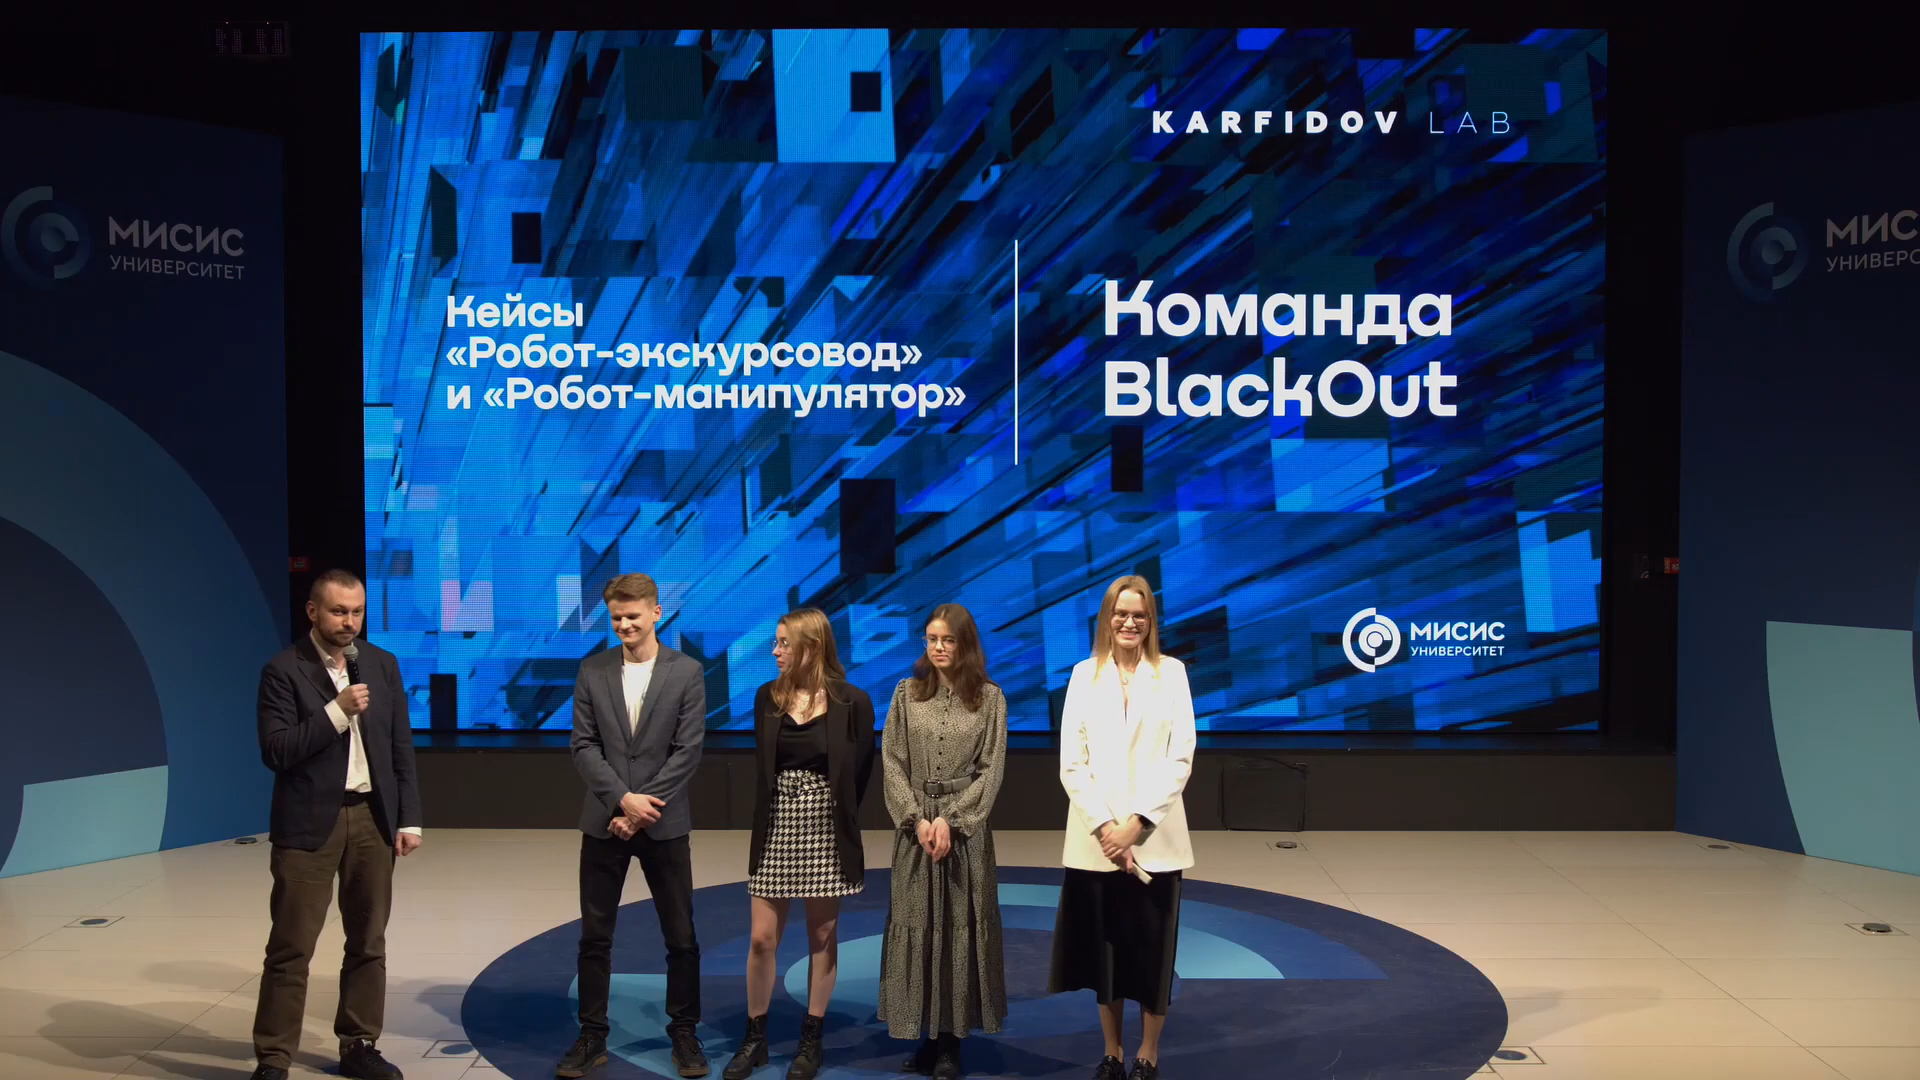 KARFIDOV LAB
МИСИС
УНИВЕРСИТЕТ
МИСИС
УНИВЕРС
Кейсы
«Робот-экскурсовод»
и «Робот-манипулятор»
Команда
BlackOut
МИСИС
УНИВЕРСИТЕТ